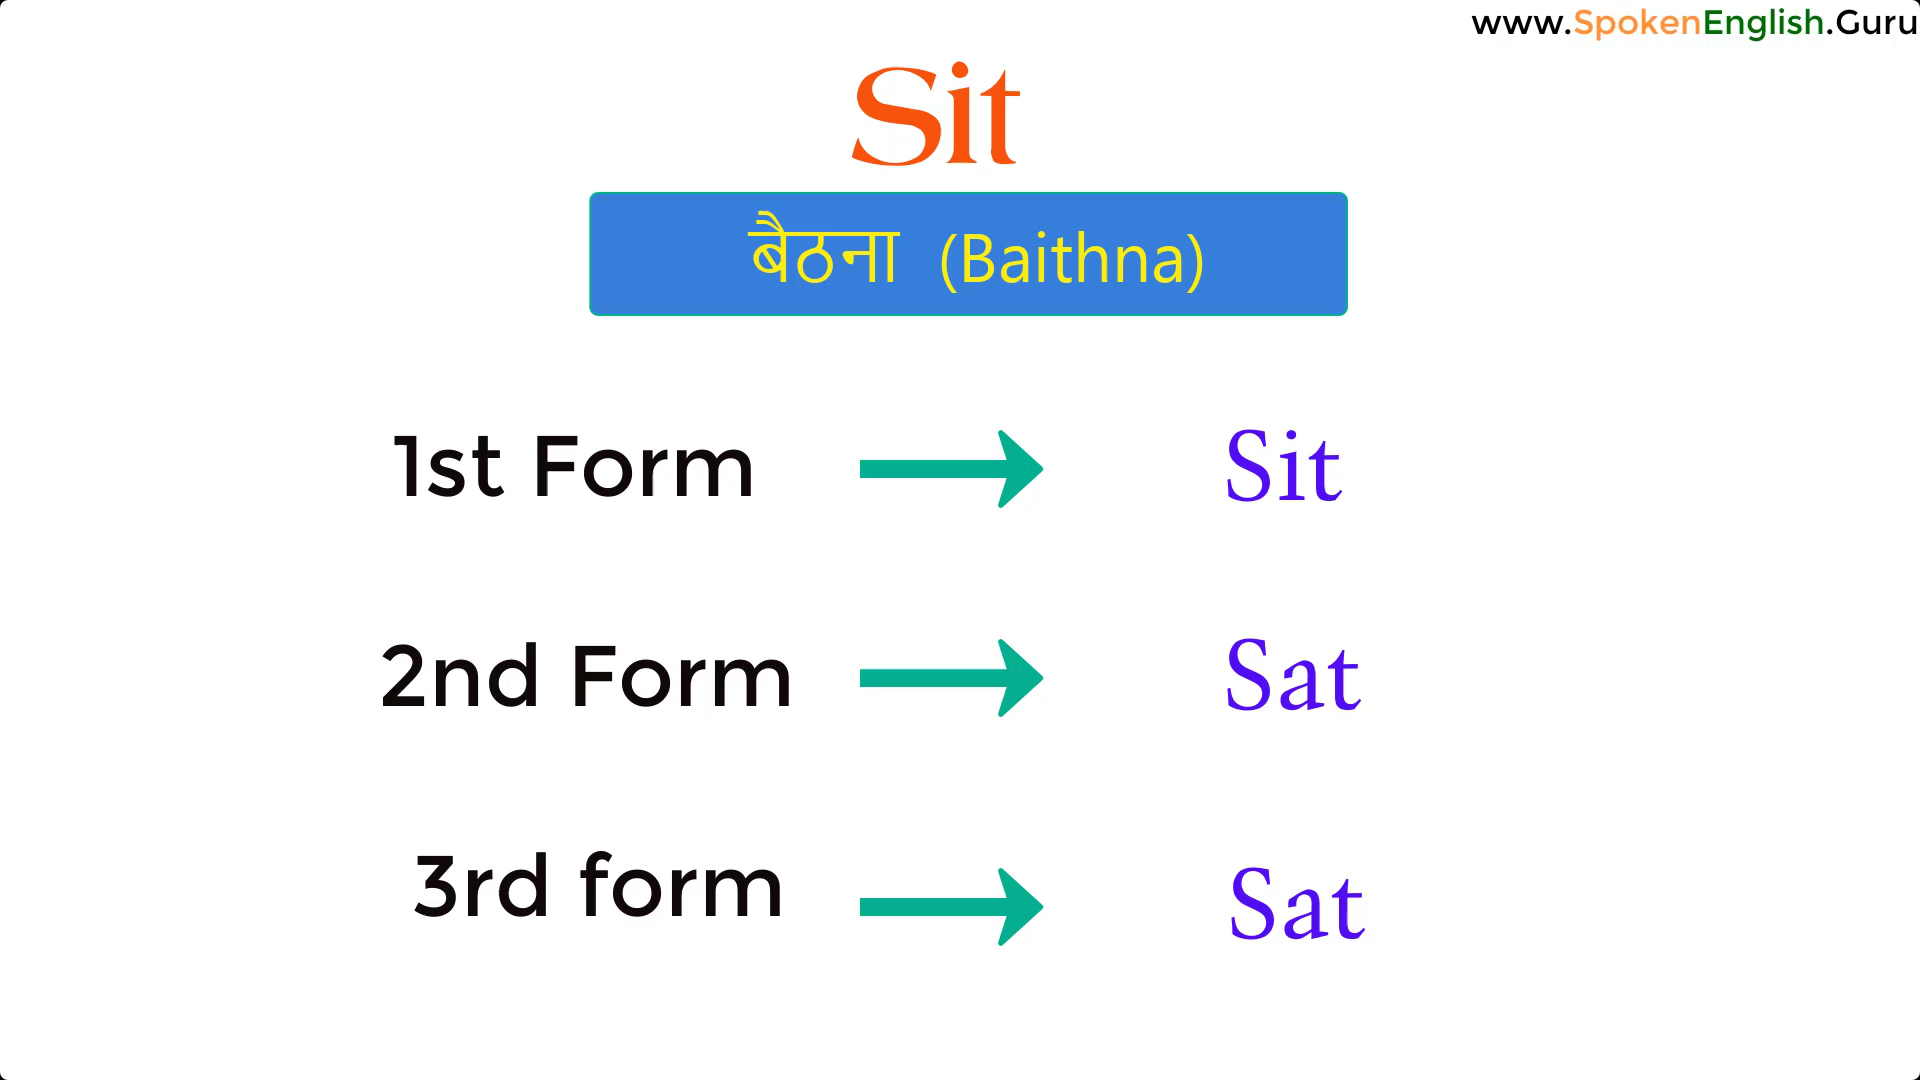 www.SpokenEnglish.Guru
Sit
बैठना (Baithna)
1st Form → Sit
2nd Form → Sat
3rd form → Sat